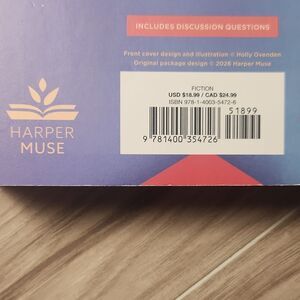 INCLUDES DISCUSSION QUESTIONS
Front cover design and illustration © Holly Ovenden
Original package design © 2026 Harper Muse
FICTION
USD $18.99 / CAD $24.99
ISBN 978-1-4003-5472-6
51899
9 781400 354726
HARPER
MUSE